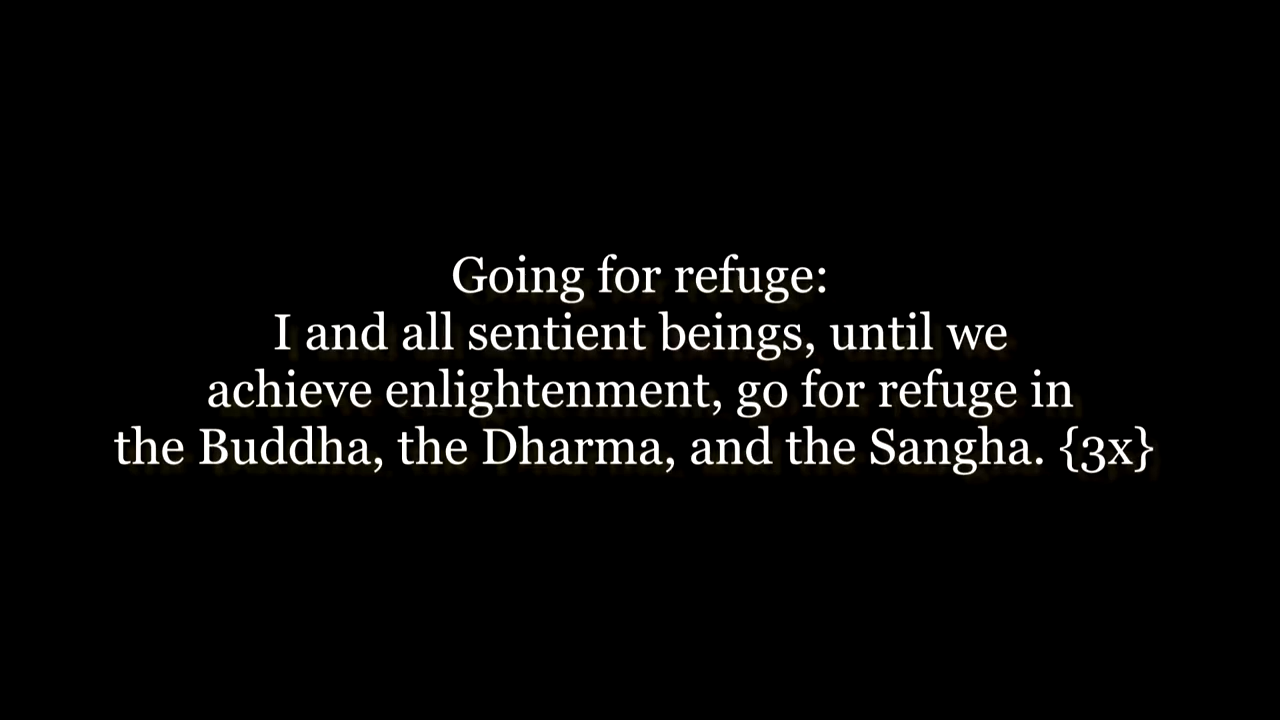 Going for refuge:
I and all sentient beings, until we
achieve enlightenment, go for refuge in
the Buddha, the Dharma, and the Sangha. {3x}